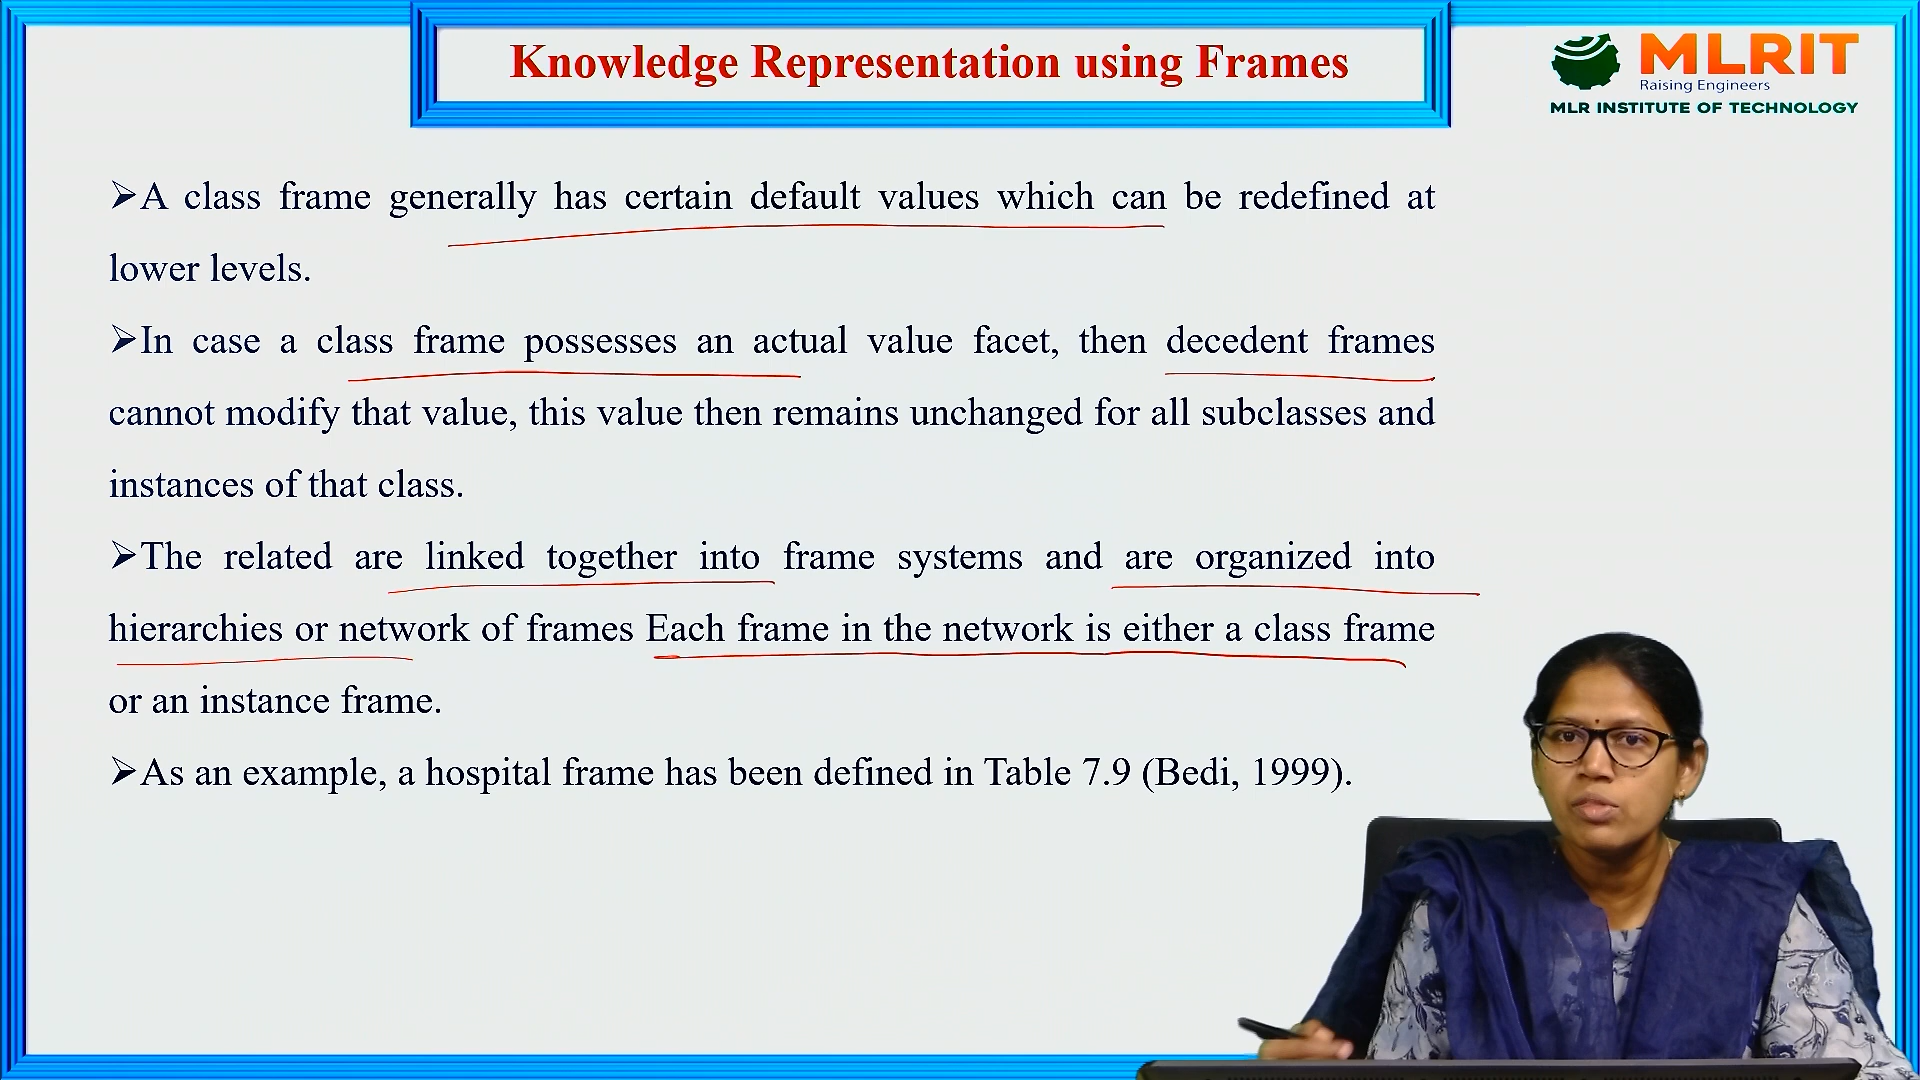 Knowledge Representation using Frames
MLRIT
Raising Engineers
MLR INSTITUTE OF TECHNOLOGY
➢A class frame generally has certain default values which can be redefined at
lower levels.
➢In case a class frame possesses an actual value facet, then decedent frames
cannot modify that value, this value then remains unchanged for all subclasses and
instances of that class.
➢The related are linked together into frame systems and are organized into
hierarchies or network of frames Each frame in the network is either a class frame
or an instance frame.
➢As an example, a hospital frame has been defined in Table 7.9 (Bedi, 1999).